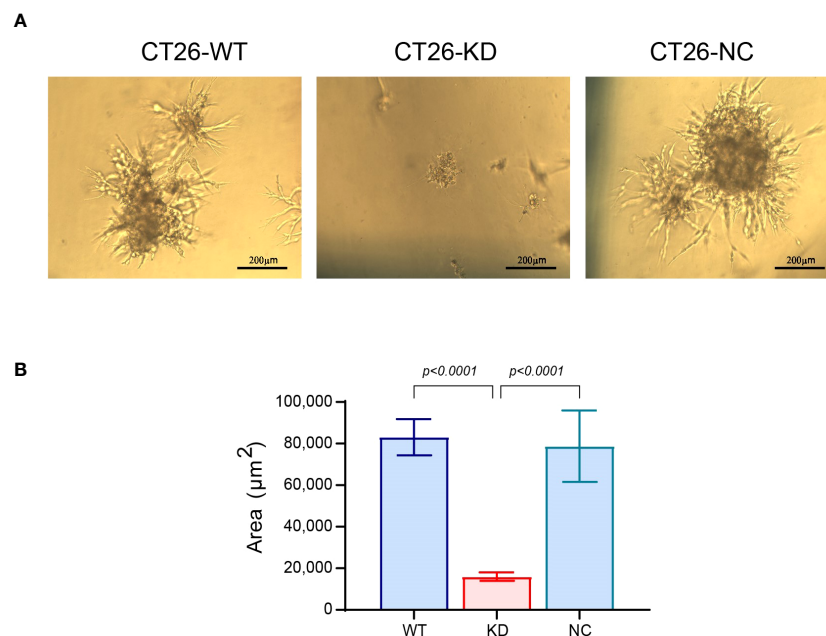 A
CT26-WT
CT26-KD
CT26-NC
200μm
200μm
200μm
B
p<0.0001
p<0.0001
100,000
80,000
60,000
40,000
20,000
0
Area (μm²)
WT
KD
NC